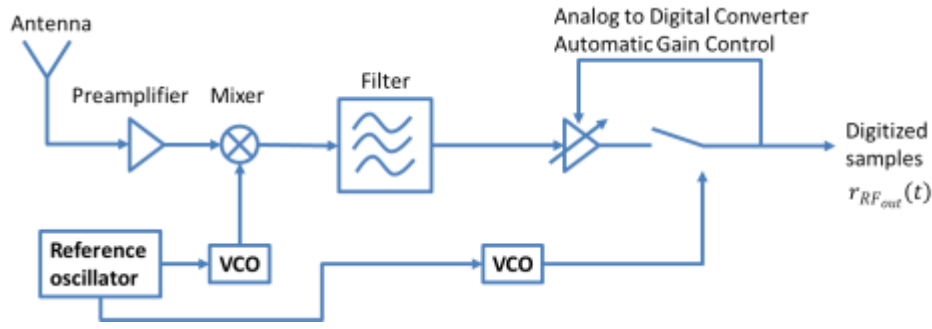 Antenna
Analog to Digital Converter
Automatic Gain Control
Preamplifier
Mixer
Filter
Digitized
samples
r_{RF_{out}}(t)
Reference
oscillator
VCO
VCO